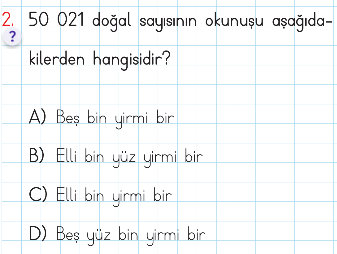 2. 50 021 doğal sayısının okunuşu aşağıda-
?
kilerden hangisidir?
A) Beş bin yirmi bir
B) Elli bin yüz yirmi bir
C) Elli bin yirmi bir
D) Beş yüz bin yirmi bir